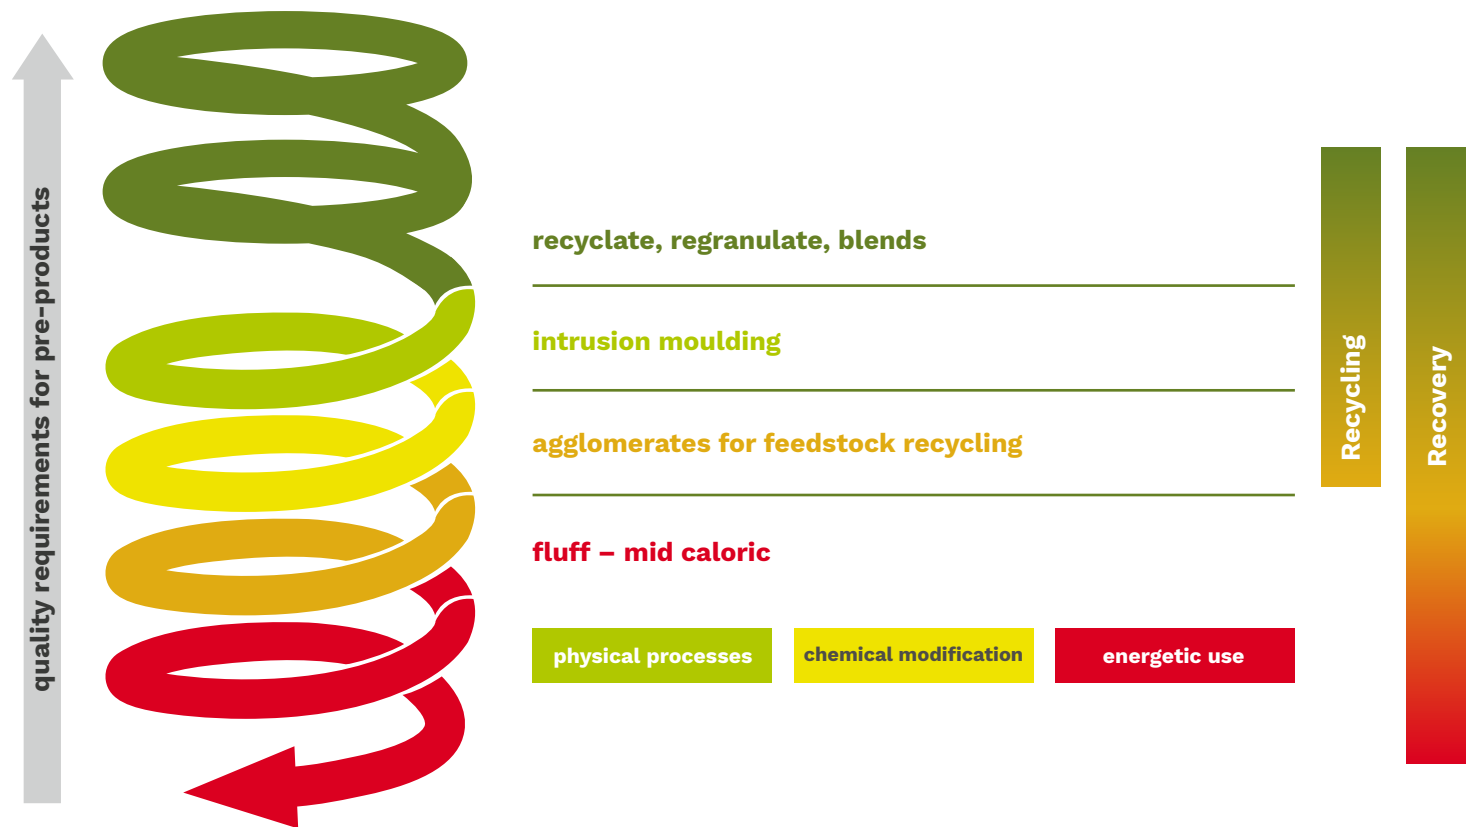 quality requirements for pre-products
recyclate, regranulate, blends
intrusion moulding
agglomerates for feedstock recycling
fluff – mid caloric
physical processes
chemical modification
energetic use
Recycling
Recovery